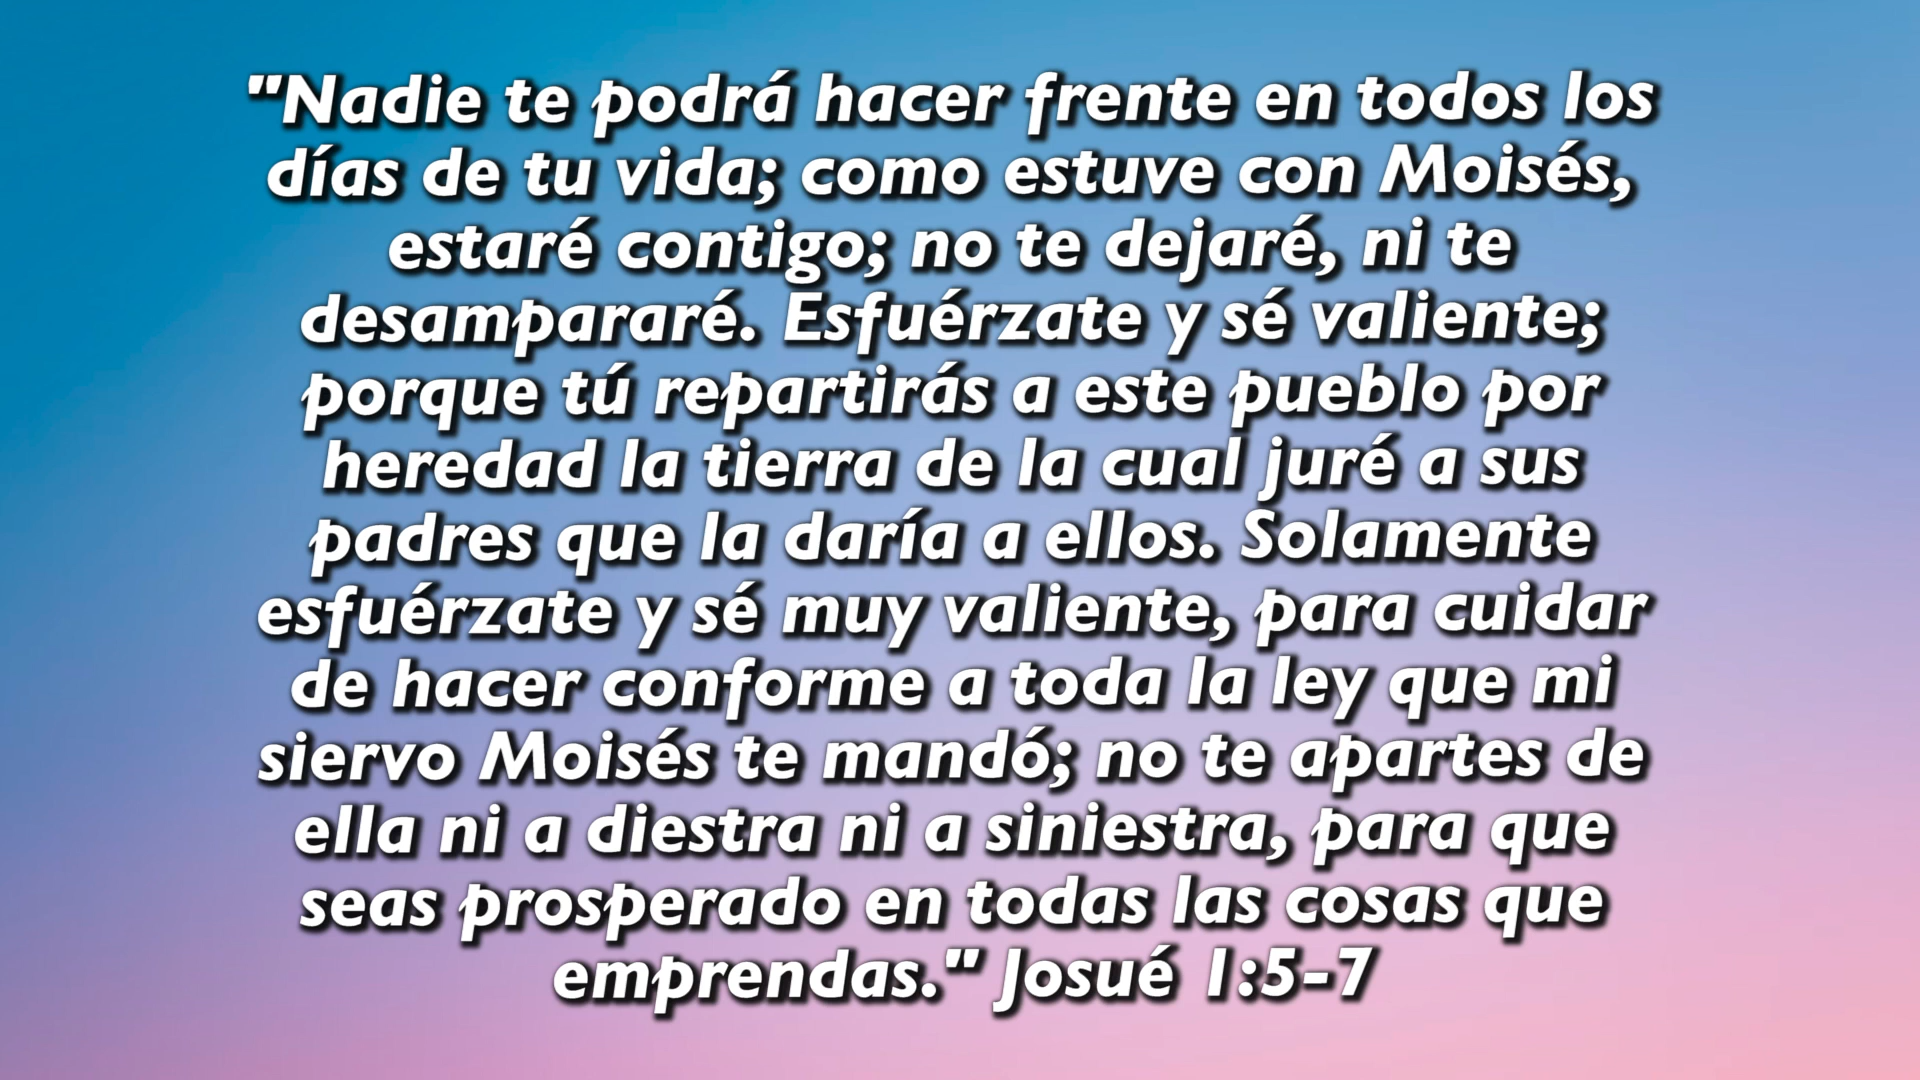 "Nadie te podrá hacer frente en todos los
días de tu vida; como estuve con Moisés,
estaré contigo; no te dejaré, ni te
desampararé. Esfuérzate y sé valiente;
porque tú repartirás a este pueblo por
heredad la tierra de la cual juré a sus
padres que la daría a ellos. Solamente
esfuérzate y sé muy valiente, para cuidar
de hacer conforme a toda la ley que mi
siervo Moisés te mandó; no te apartes de
ella ni a diestra ni a siniestra, para que
seas prosperado en todas las cosas que
emprendas." Josué 1:5-7